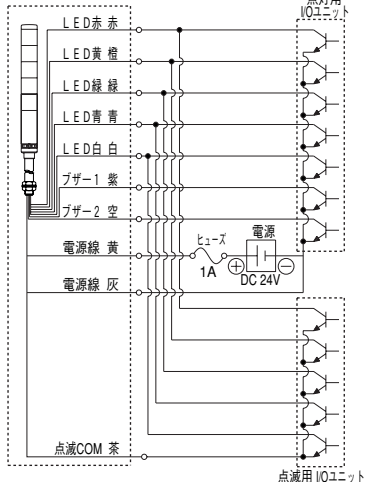 点灯用
I/Oユニット
LED赤 赤
LED黄 橙
LED緑 緑
LED青 青
LED白 白
ブザー1 紫
ブザー2 空
電源線 黄
ヒューズ
1A
電源
⊕ ⊖
DC 24V
電源線 灰
点滅COM 茶
点滅用 I/Oユニット